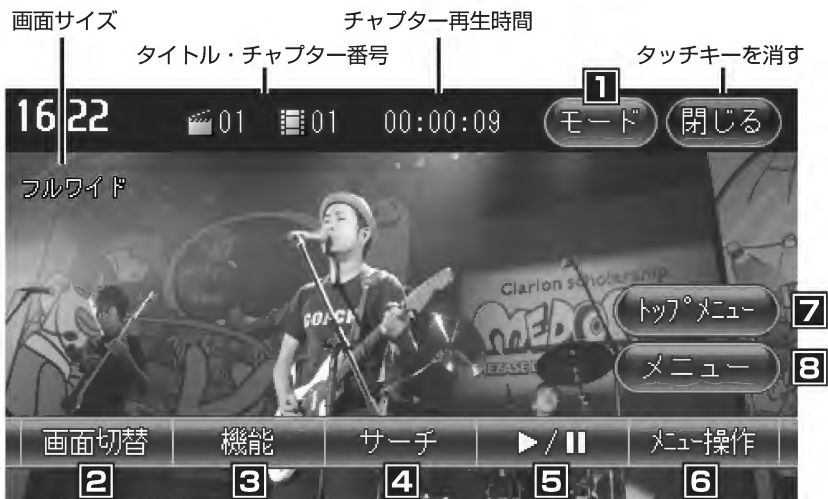 画面サイズ
チャプター再生時間
タイトル・チャプター番号
タッチキーを消す
1
16:22
01
01
00:00:09
モード
閉じる
フルワイド
Clarion scholarship
GOPCH
MEDO
トップメニュー
7
メニュー
8
画面切替
機能
サーチ
▶/II
メニュー操作
2
3
4
5
6